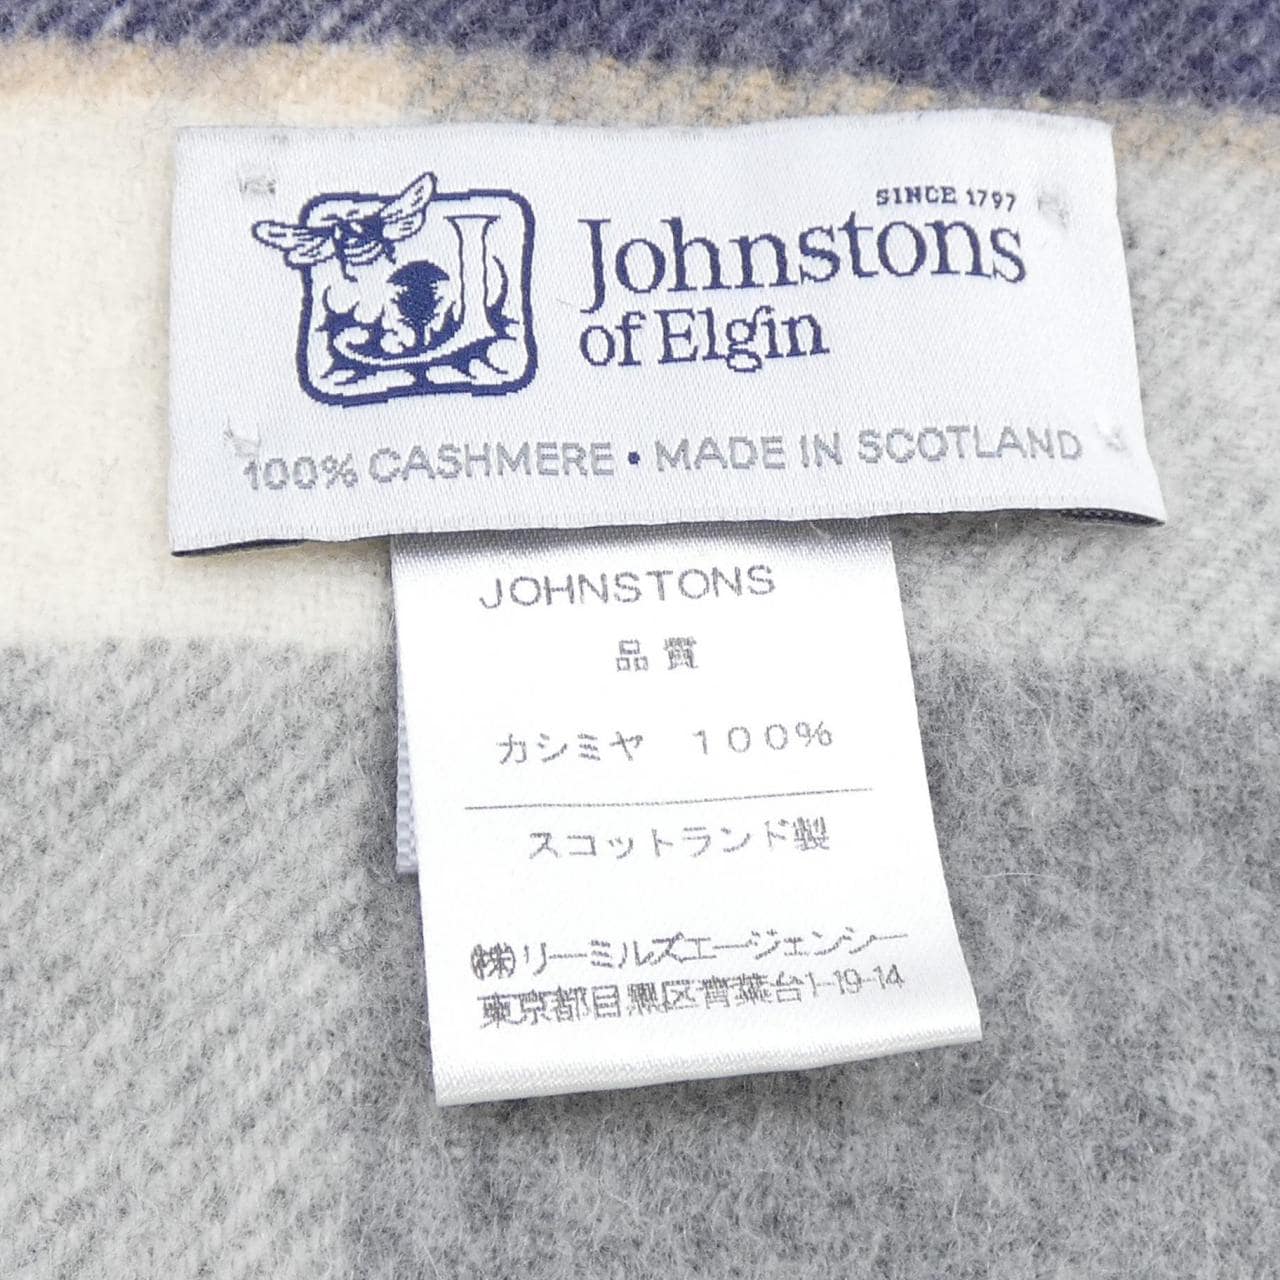 SINCE 1797
Johnstons
of Elgin
100% CASHMERE • MADE IN SCOTLAND
JOHNSTONS
品質
カシミヤ 100%
スコットランド製
㈱リーミルズエージェンシー
東京都目黒区青葉台1-19-14